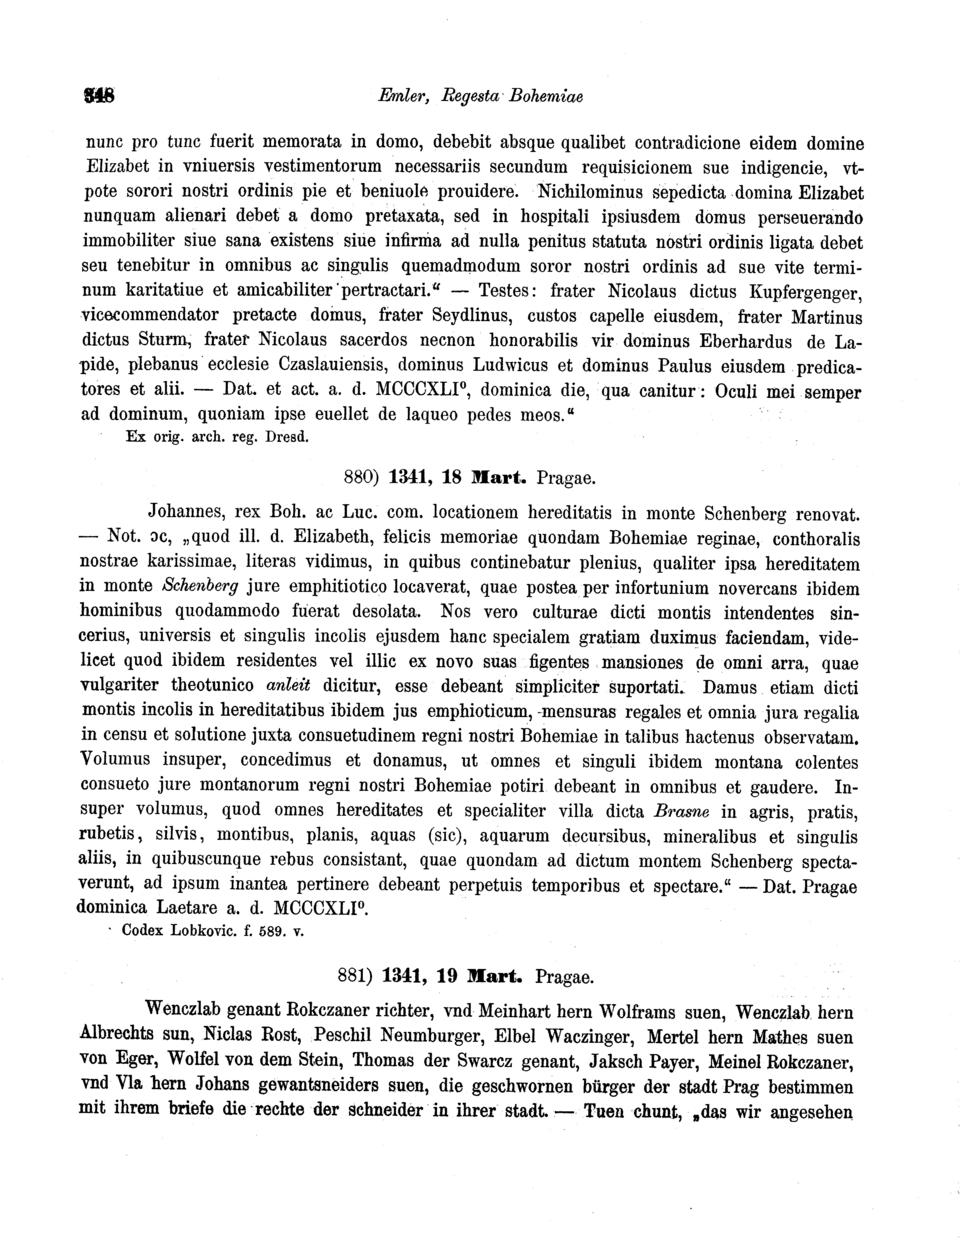 348 Emler, Regesta Bohemiae
nunc pro tunc fuerit memorata in domo, debebit absque qualibet contradicione eidem domine
Elizabet in vniuersis vestimentorum necessariis secundum requisicionem sue indigencie, vt-
pote sorori nostri ordinis pie et beniuole prouidere. Nichilominus sepedicta domina Elizabet
nunquam alienari debet a domo pretaxata, sed in hospitali ipsiusdem domus perseuerando
immobiliter siue sana existens siue infirma ad nulla penitus statuta nostri ordinis ligata debet
seu tenebitur in omnibus ac singulis quemadmodum soror nostri ordinis ad sue vite termi-
num karitatiue et amicabiliter pertractari.“ — Testes: frater Nicolaus dictus Kupfergenger,
vicecommendator pretacte domus, frater Seydlinus, custos capelle eiusdem, frater Martinus
dictus Sturm, frater Nicolaus sacerdos necnon honorabilis vir dominus Eberhardus de La-
pide, plebanus ecclesie Czaslauiensis, dominus Ludwicus et dominus Paulus eiusdem predica-
tores et alii. — Dat. et act. a. d. MCCCXLI⁰, dominica die, qua canitur: Oculi mei semper
ad dominum, quoniam ipse euellet de laqueo pedes meos.“
Ex orig. arch. reg. Dresd.
880) 1341, 18 Mart. Pragae.
Johannes, rex Boh. ac Luc. com. locationem hereditatis in monte Schenberg renovat.
— Not. ɔc, „quod ill. d. Elizabeth, felicis memoriae quondam Bohemiae reginae, conthoralis
nostrae karissimae, literas vidimus, in quibus continebatur plenius, qualiter ipsa hereditatem
in monte Schenberg jure emphitiotico locaverat, quae postea per infortunium novercans ibidem
hominibus quodammodo fuerat desolata. Nos vero culturae dicti montis intendentes sin-
cerius, universis et singulis incolis ejusdem hanc specialem gratiam duximus faciendam, vide-
licet quod ibidem residentes vel illic ex novo suas figentes mansiones de omni arra, quae
vulgariter theotunico anleit dicitur, esse debeant simpliciter suportati. Damus etiam dicti
montis incolis in hereditatibus ibidem jus emphioticum, mensuras regales et omnia jura regalia
in censu et solutione juxta consuetudinem regni nostri Bohemiae in talibus hactenus observatam.
Volumus insuper, concedimus et donamus, ut omnes et singuli ibidem montana colentes
consueto jure montanorum regni nostri Bohemiae potiri debeant in omnibus et gaudere. In-
super volumus, quod omnes hereditates et specialiter villa dicta Brasne in agris, pratis,
rubetis, silvis, montibus, planis, aquas (sic), aquarum decursibus, mineralibus et singulis
aliis, in quibuscunque rebus consistant, quae quondam ad dictum montem Schenberg specta-
verunt, ad ipsum inantea pertinere debeant perpetuis temporibus et spectare.“ — Dat. Pragae
dominica Laetare a. d. MCCCXLI⁰.
Codex Lobkovic. f. 589. v.
881) 1341, 19 Mart. Pragae.
Wenczlab genant Rokczaner richter, vnd Meinhart hern Wolframs suen, Wenczlab hern
Albrechts sun, Niclas Rost, Peschil Neumburger, Elbel Waczinger, Mertel hern Mathes suen
von Eger, Wolfel von dem Stein, Thomas der Swarcz genant, Jaksch Payer, Meinel Rokczaner,
vnd Vla hern Johans gewantsneiders suen, die geschwornen bürger der stadt Prag bestimmen
mit ihrem briefe die rechte der schneider in ihrer stadt. — Tuen chunt, „das wir angesehen